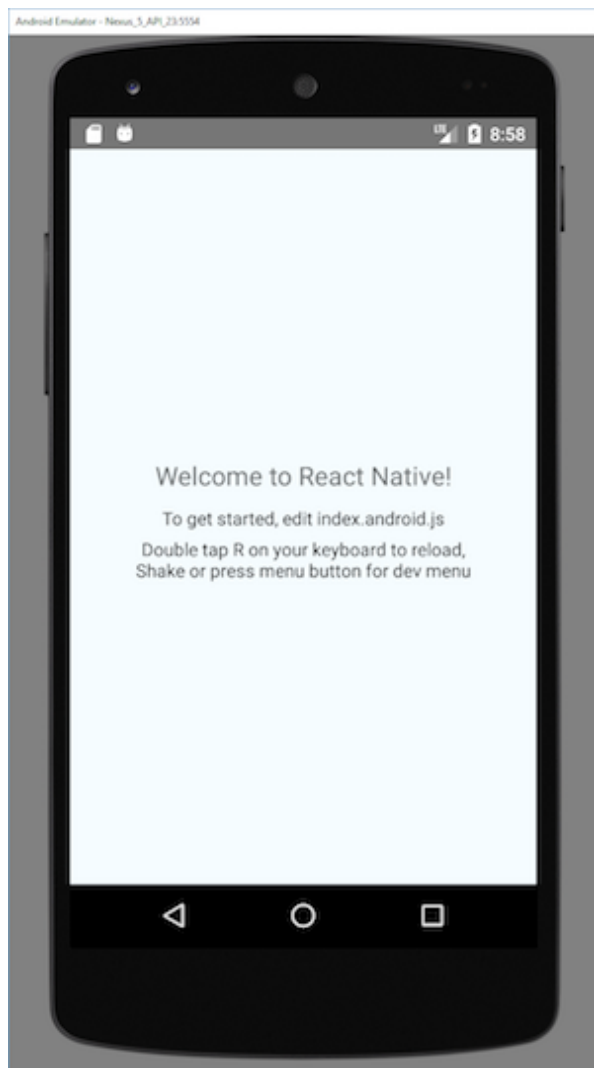 Android Emulator - Nexus_5_API_23:5554
LTE 8:58
Welcome to React Native!
To get started, edit index.android.js
Double tap R on your keyboard to reload,
Shake or press menu button for dev menu